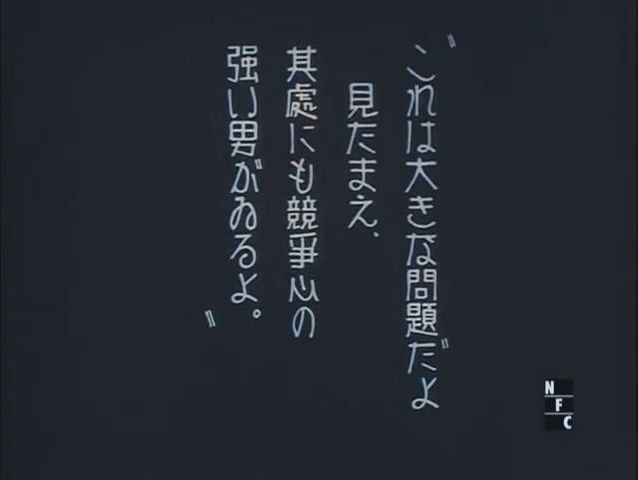 〝これは大きな問題だよ
見たまえ、
其處にも競爭心の
強い男がゐるよ。〟
NFC